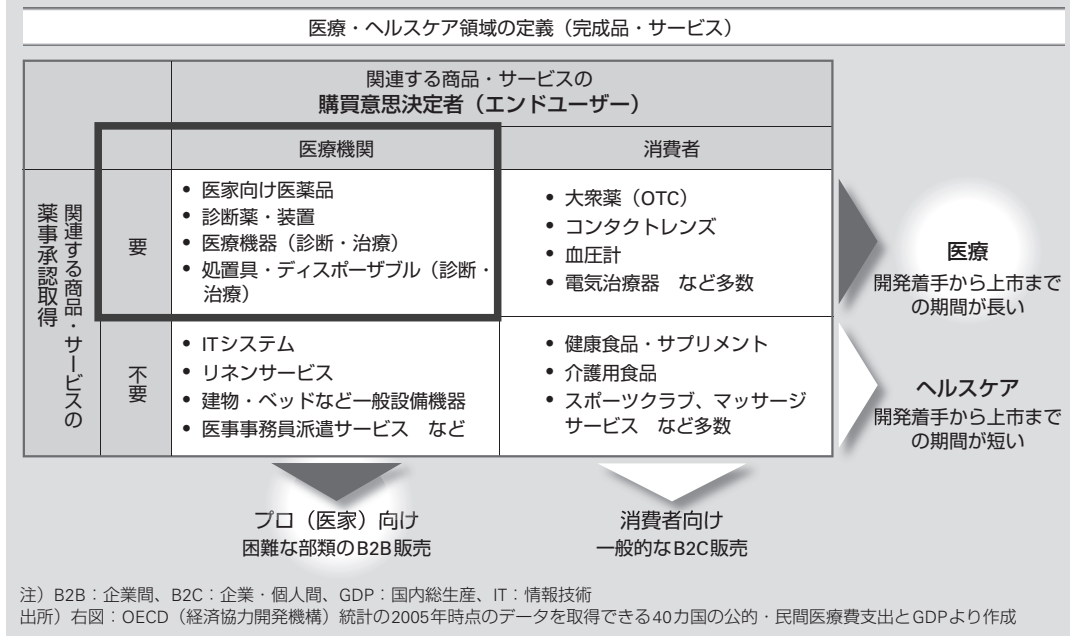 医療・ヘルスケア領域の定義（完成品・サービス）
関連する商品・サービスの
購買意思決定者（エンドユーザー）
医療機関
消費者
関連する商品・サービスの
薬事承認取得
要
• 医家向け医薬品
• 診断薬・装置
• 医療機器（診断・治療）
• 処置具・ディスポーザブル（診断・
治療）
• 大衆薬（OTC）
• コンタクトレンズ
• 血圧計
• 電気治療器　など多数
医療
開発着手から上市まで
の期間が長い
不要
• ITシステム
• リネンサービス
• 建物・ベッドなど一般設備機器
• 医事事務員派遣サービス　など
• 健康食品・サプリメント
• 介護用食品
• スポーツクラブ、マッサージ
サービス　など多数
ヘルスケア
開発着手から上市まで
の期間が短い
プロ（医家）向け
困難な部類のB2B販売
消費者向け
一般的なB2C販売
注）B2B：企業間、B2C：企業・個人間、GDP：国内総生産、IT：情報技術
出所）右図：OECD（経済協力開発機構）統計の2005年時点のデータを取得できる40カ国の公的・民間医療費支出とGDPより作成